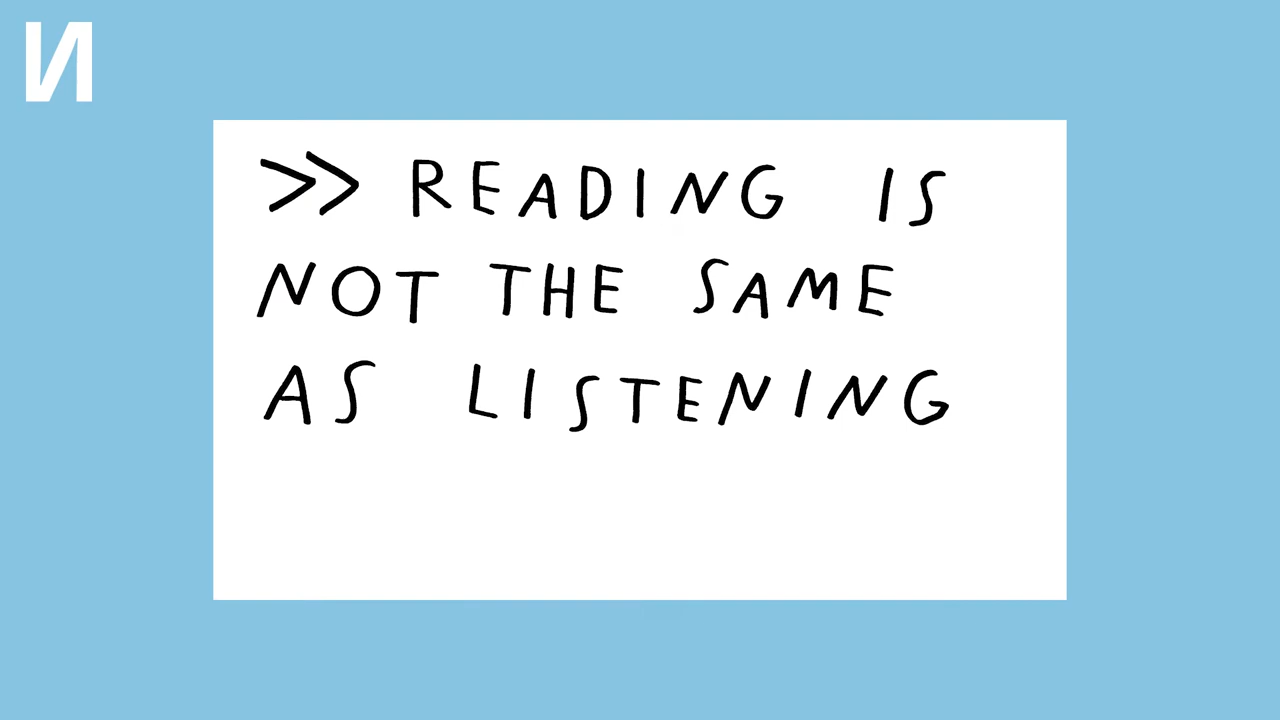 И
>> READING IS
NOT THE SAME
AS LISTENING